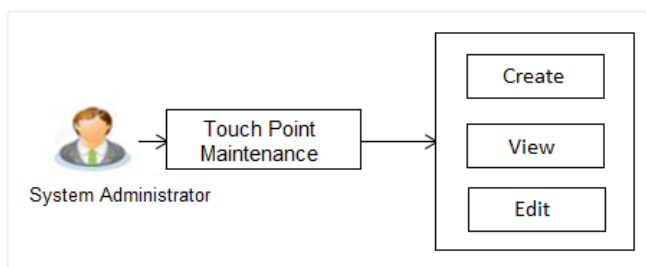 System Administrator
Touch Point
Maintenance
Create
View
Edit